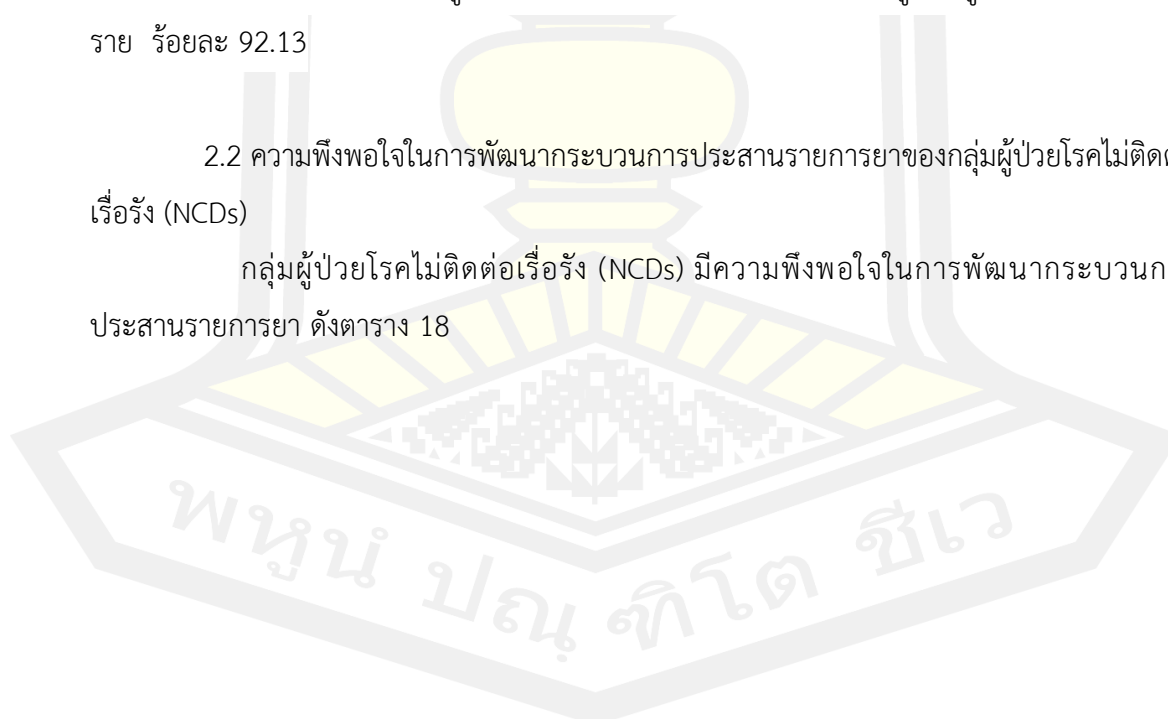 ราย ร้อยละ 92.13
2.2 ความพึงพอใจในการพัฒนากระบวนการประสานรายการยาของกลุ่มผู้ป่วยโรคไม่ติดต
เรื่อรัง (NCDs)
กลุ่มผู้ป่วยโรคไม่ติดต่อเรื่อรัง (NCDs) มีความพึงพอใจในการพัฒนากระบวนก
ประสานรายการยา ดังตาราง 18
พหูนํ ปณฺฑิโต ชีเว